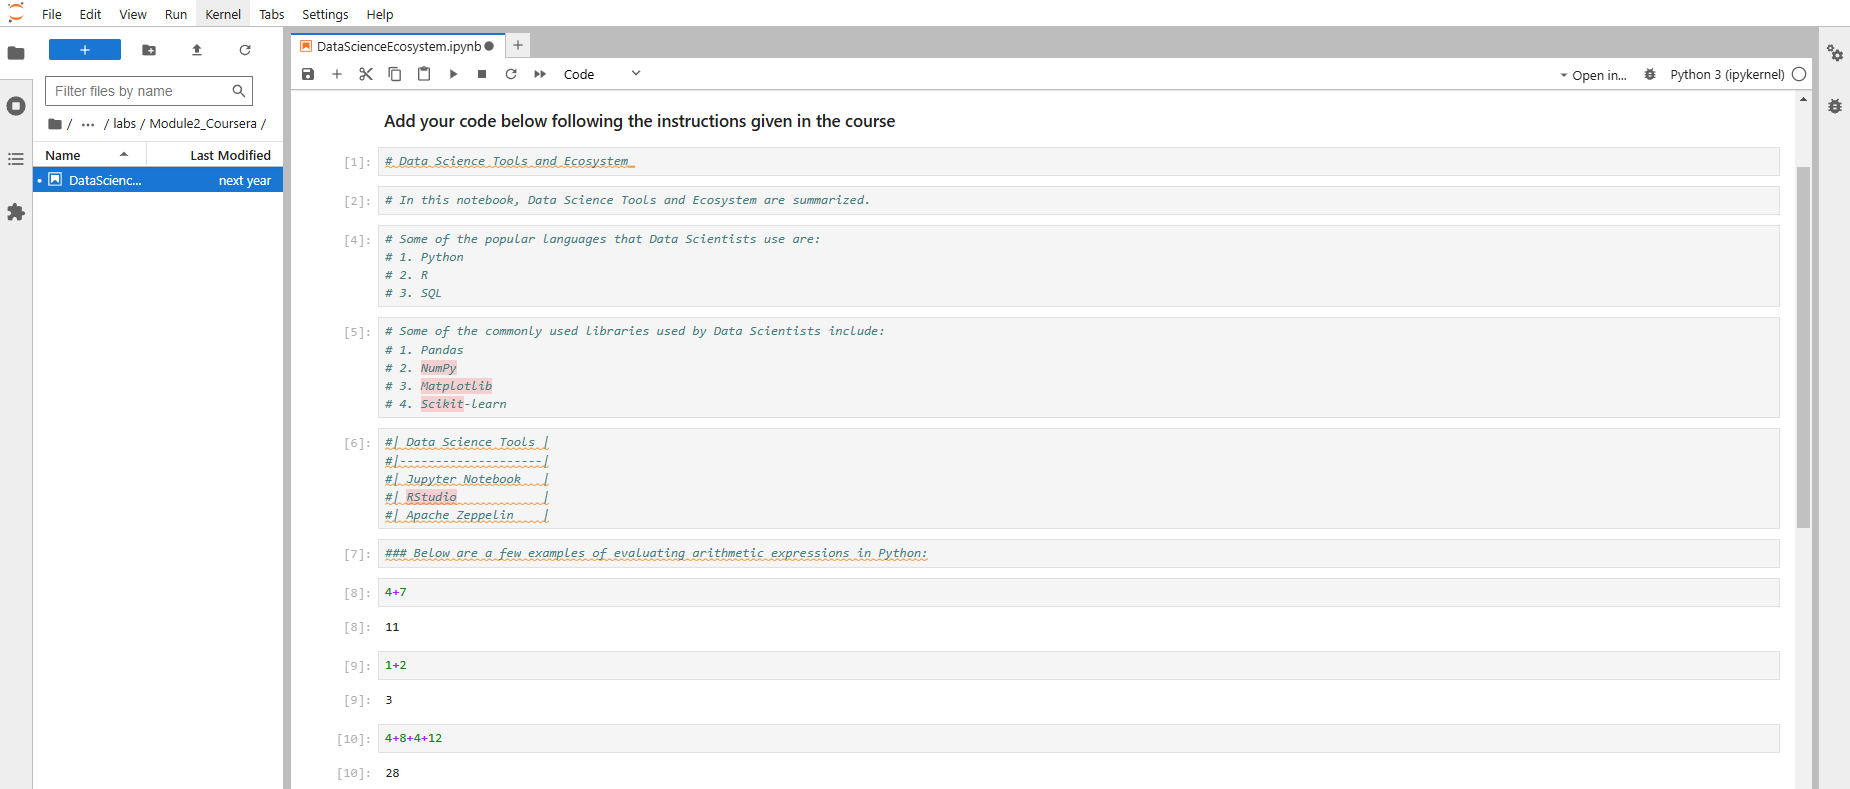 File Edit View Run Kernel Tabs Settings Help
Filter files by name
/ ... / labs / Module2_Coursera /
Name Last Modified
DataScienc... next year
DataScienceEcosystem.ipynb
Code
Open in...
Python 3 (ipykernel)
Add your code below following the instructions given in the course
[1]: # Data Science Tools and Ecosystem
[2]: # In this notebook, Data Science Tools and Ecosystem are summarized.
[4]: # Some of the popular languages that Data Scientists use are:
# 1. Python
# 2. R
# 3. SQL
[5]: # Some of the commonly used libraries used by Data Scientists include:
# 1. Pandas
# 2. NumPy
# 3. Matplotlib
# 4. Scikit-learn
[6]: #| Data Science Tools |
#|--------------------|
#| Jupyter Notebook   |
#| RStudio            |
#| Apache Zeppelin    |
[7]: ### Below are a few examples of evaluating arithmetic expressions in Python:
[8]: 4+7
[8]: 11
[9]: 1+2
[9]: 3
[10]: 4+8+4+12
[10]: 28